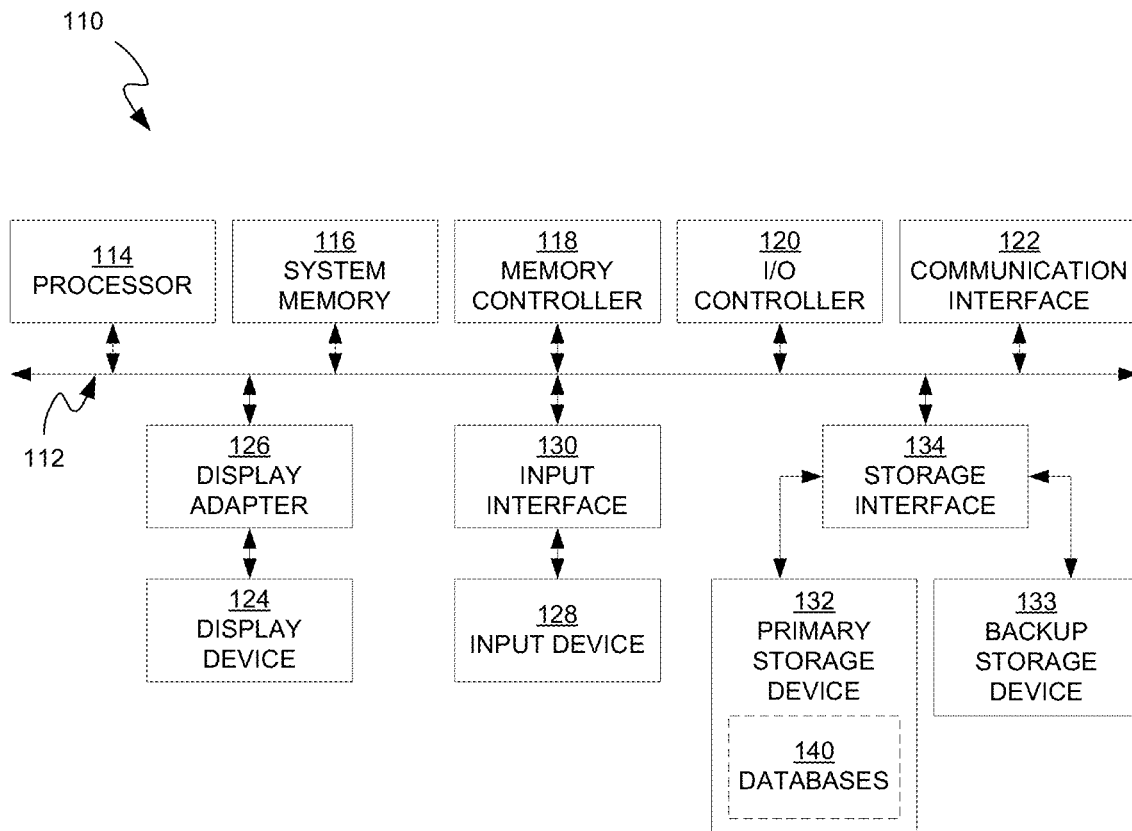 110
114
PROCESSOR
116
SYSTEM
MEMORY
118
MEMORY
CONTROLLER
120
I/O
CONTROLLER
122
COMMUNICATION
INTERFACE
112
126
DISPLAY
ADAPTER
130
INPUT
INTERFACE
134
STORAGE
INTERFACE
124
DISPLAY
DEVICE
128
INPUT DEVICE
132
PRIMARY
STORAGE
DEVICE
133
BACKUP
STORAGE
DEVICE
140
DATABASES